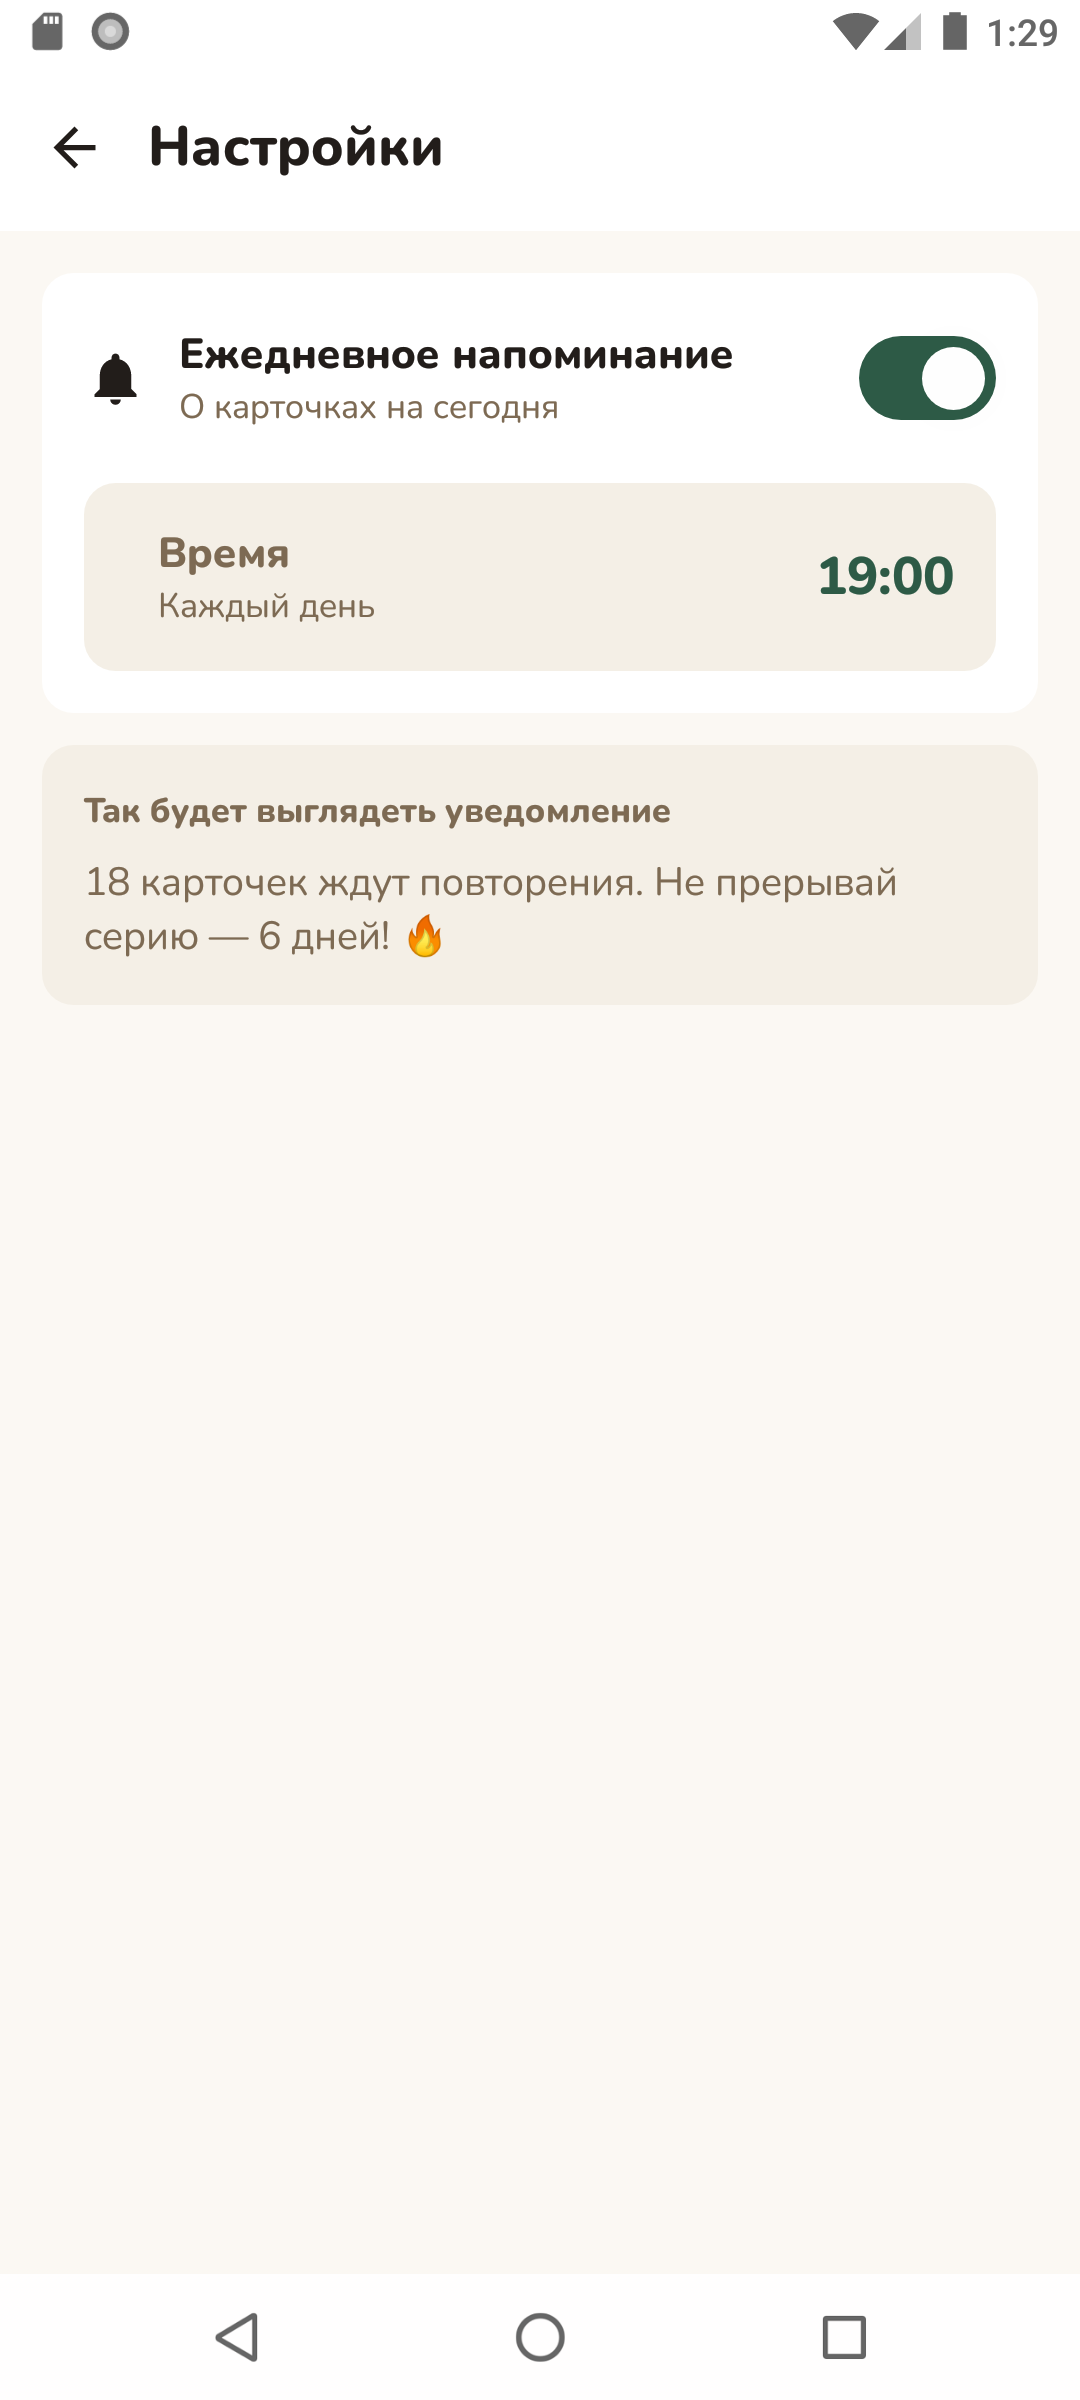 1:29
Настройки
Ежедневное напоминание
О карточках на сегодня
Время
Каждый день
19:00
Так будет выглядеть уведомление
18 карточек ждут повторения. Не прерывай
серию — 6 дней! 🔥